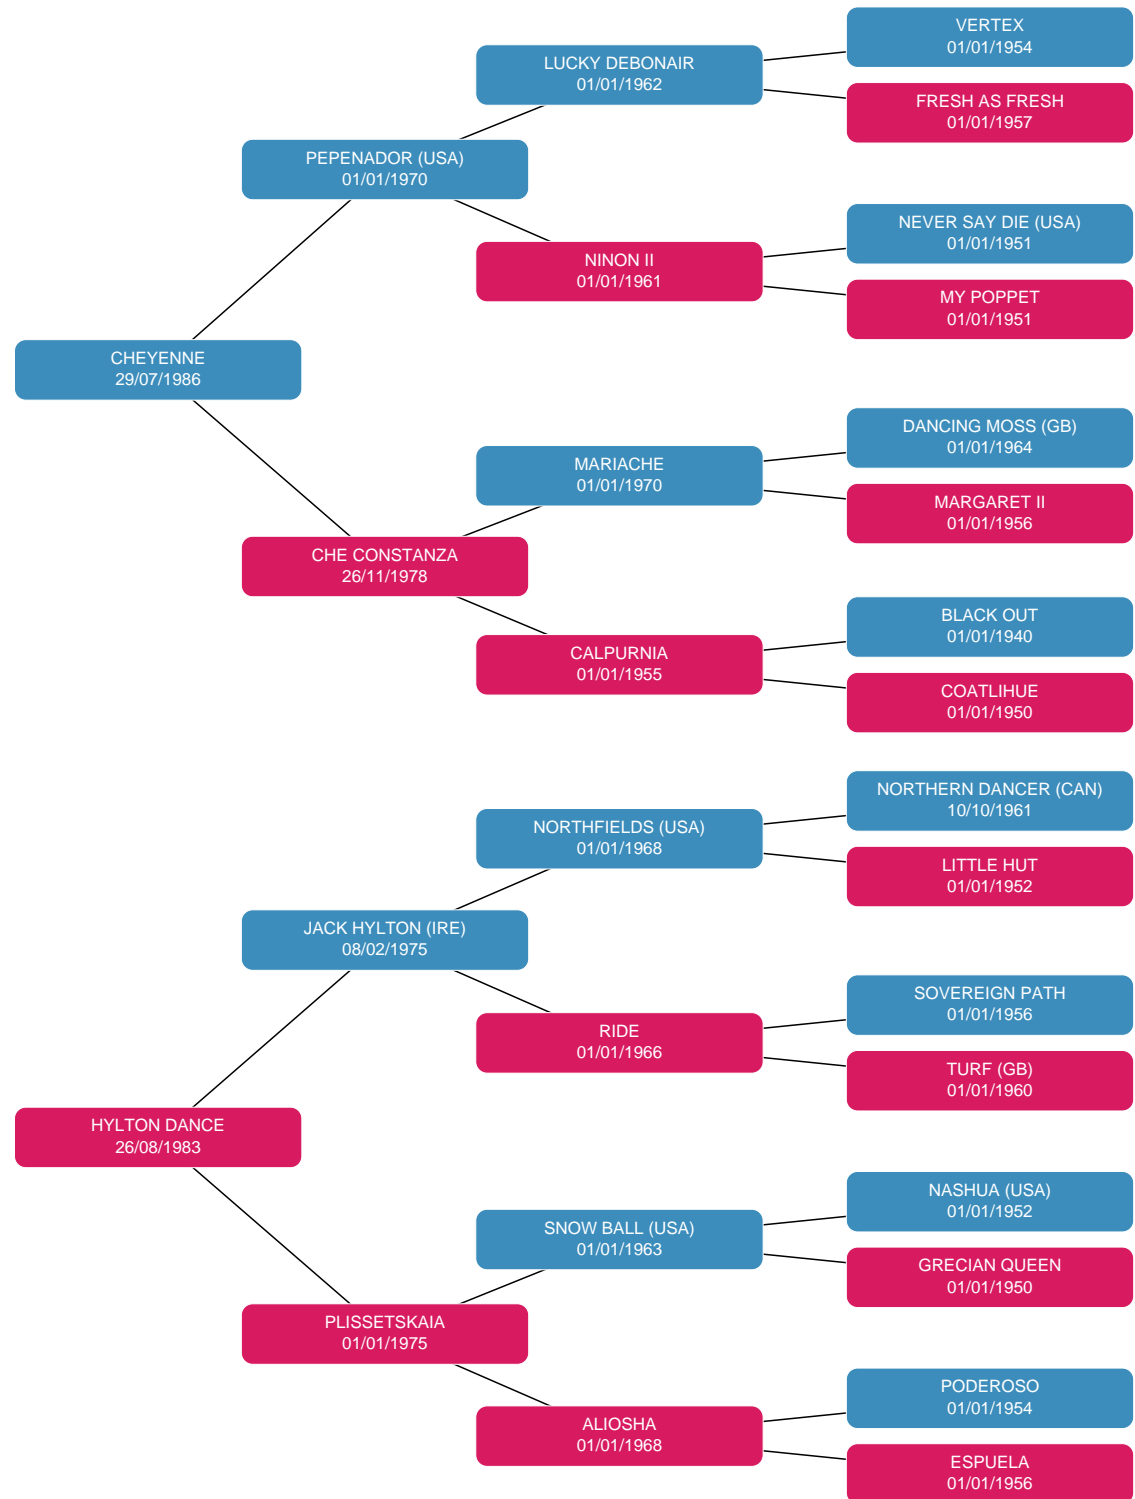 VERTEX
01/01/1954
LUCKY DEBONAIR
01/01/1962
FRESH AS FRESH
01/01/1957
PEPENADOR (USA)
01/01/1970
NEVER SAY DIE (USA)
01/01/1951
NINON II
01/01/1961
MY POPPET
01/01/1951
CHEYENNE
29/07/1986
DANCING MOSS (GB)
01/01/1964
MARIACHE
01/01/1970
MARGARET II
01/01/1956
CHE CONSTANZA
26/11/1978
BLACK OUT
01/01/1940
CALPURNIA
01/01/1955
COATLIHUE
01/01/1950
NORTHERN DANCER (CAN)
10/10/1961
NORTHFIELDS (USA)
01/01/1968
LITTLE HUT
01/01/1952
JACK HYLTON (IRE)
08/02/1975
SOVEREIGN PATH
01/01/1956
RIDE
01/01/1966
TURF (GB)
01/01/1960
HYLTON DANCE
26/08/1983
NASHUA (USA)
01/01/1952
SNOW BALL (USA)
01/01/1963
GRECIAN QUEEN
01/01/1950
PLISSETSKAIA
01/01/1975
PODEROSO
01/01/1954
ALIOSHA
01/01/1968
ESPUELA
01/01/1956